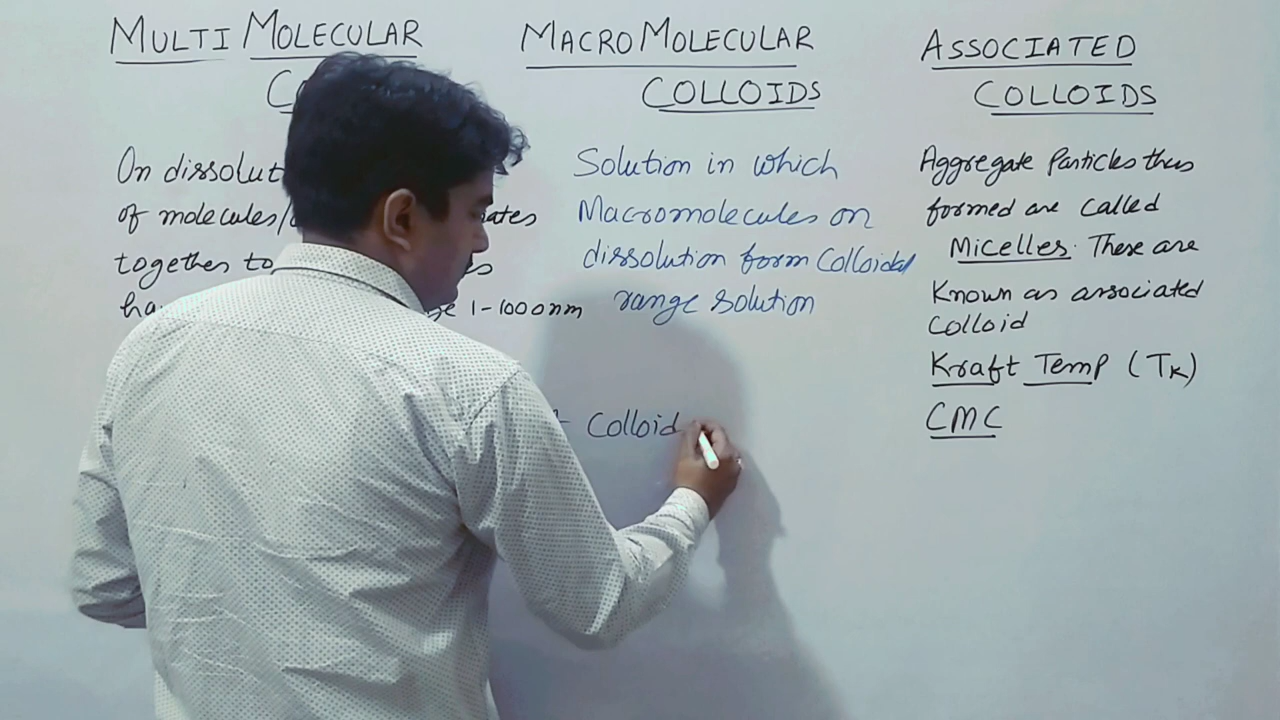 MULTI MOLECULAR
MACRO MOLECULAR
COLLOIDS
ASSOCIATED
COLLOIDS
On dissolut
of molecules/
together to
1-1000nm
Solution in which
Macromolecules on
dissolution form Colloidal
range solution
Colloid
Aggregate Particles thus
formed are called
Micelles. These are
Known as associated
Colloid
Kraft Temp (TK)
CMC